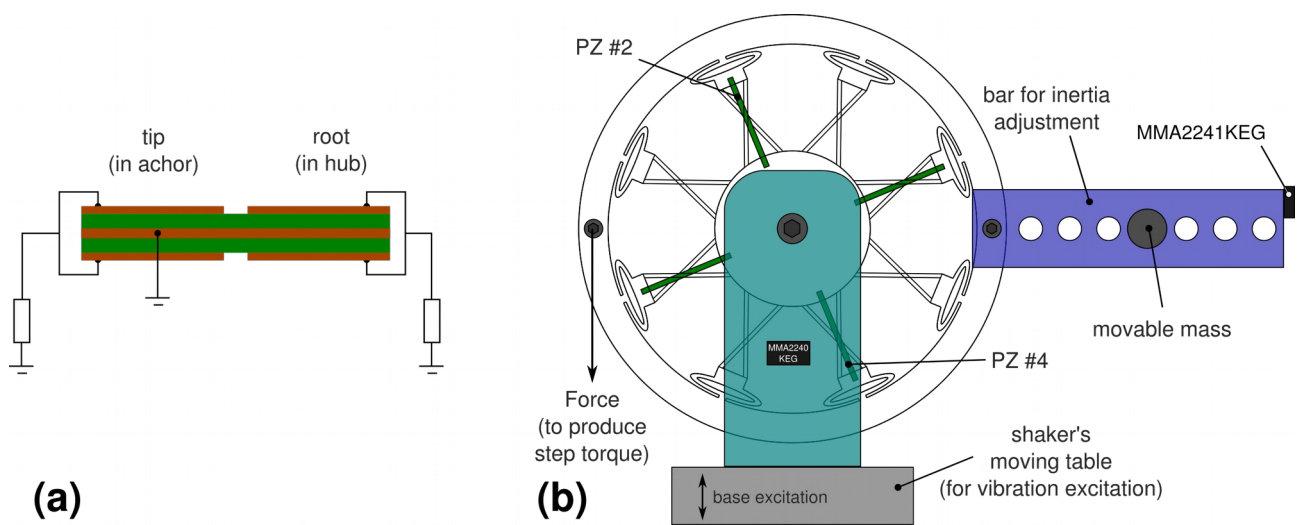 tip
(in achor)
root
(in hub)
(a)
PZ #2
bar for inertia
adjustment
MMA2241KEG
movable mass
MMA2240
KEG
PZ #4
Force
(to produce
step torque)
shaker's
moving table
(for vibration excitation)
base excitation
(b)